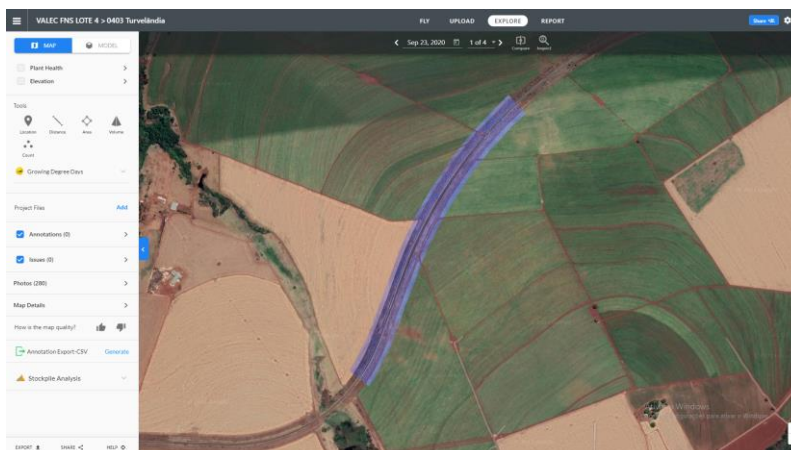 VALEC FNS LOTE 4 > 0403 Turvelândia
FLY UPLOAD EXPLORE REPORT
Share
MAP MODEL
Sep 23, 2020 1 of 4 Compare Inspect
Plant Health
Elevation
Tools
Location Distance Area Volume
Count
Growing Degree Days
Project Files Add
Annotations (0)
Issues (0)
Photos (280)
Map Details
How is the map quality?
Annotation Export-CSV Generate
Stockpile Analysis
Windows
EXPORT SHARE HELP